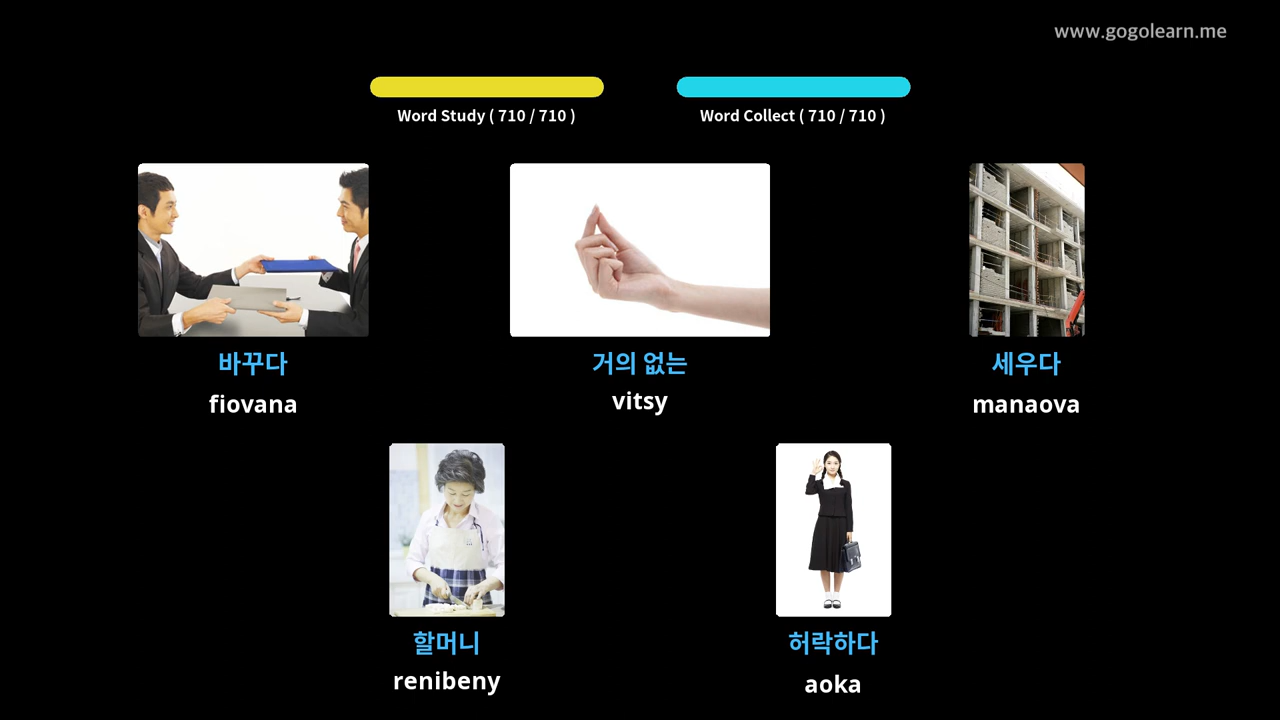 www.gogolearn.me
Word Study ( 710 / 710 )
Word Collect ( 710 / 710 )
바꾸다
fiovana
거의 없는
vitsy
세우다
manaova
할머니
renibeny
허락하다
aoka